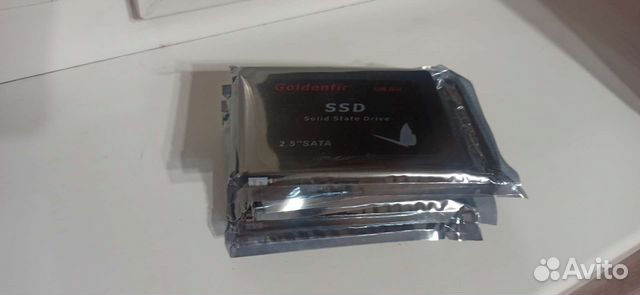 Goldenfir
SSD
Solid State Drive
2.5"SATA
Avito